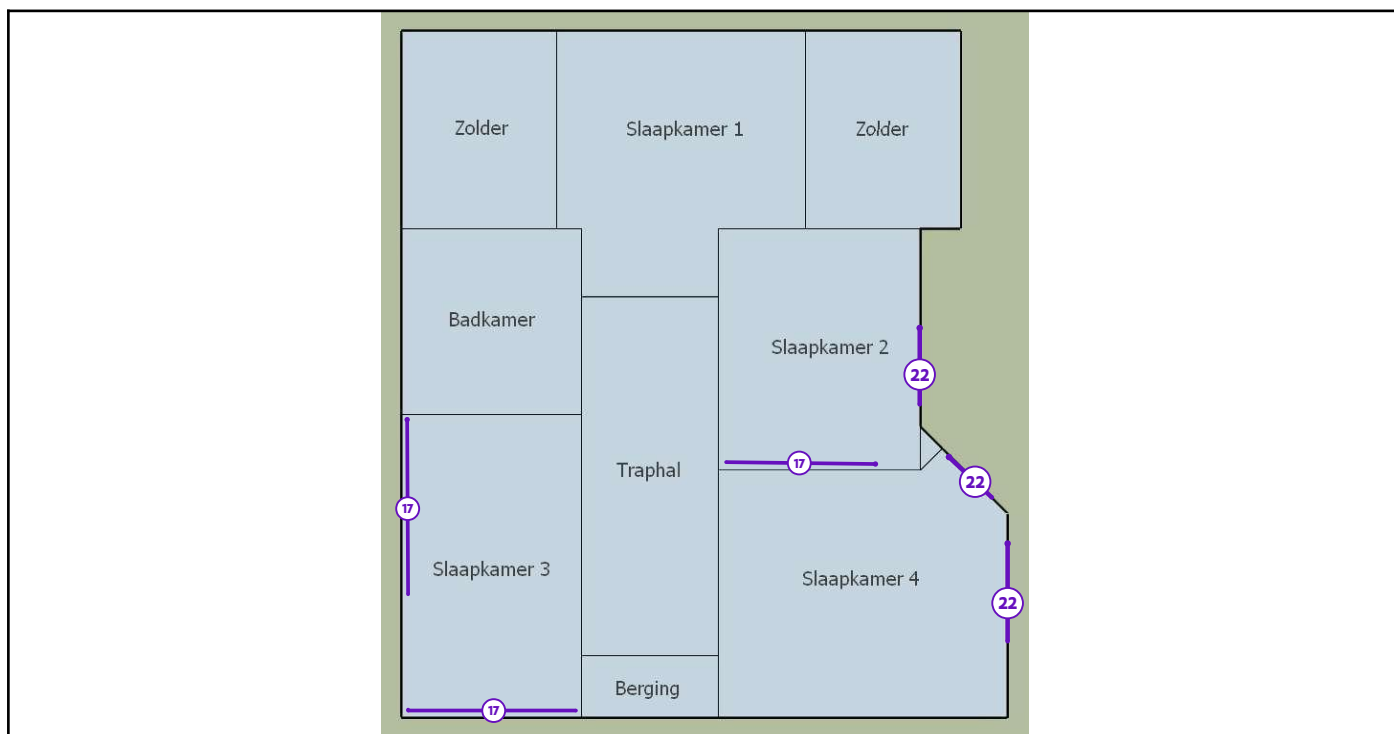 Zolder
Slaapkamer 1
Zolder
Badkamer
Slaapkamer 2
22
17
Traphal
22
17
Slaapkamer 3
Slaapkamer 4
22
Berging
17